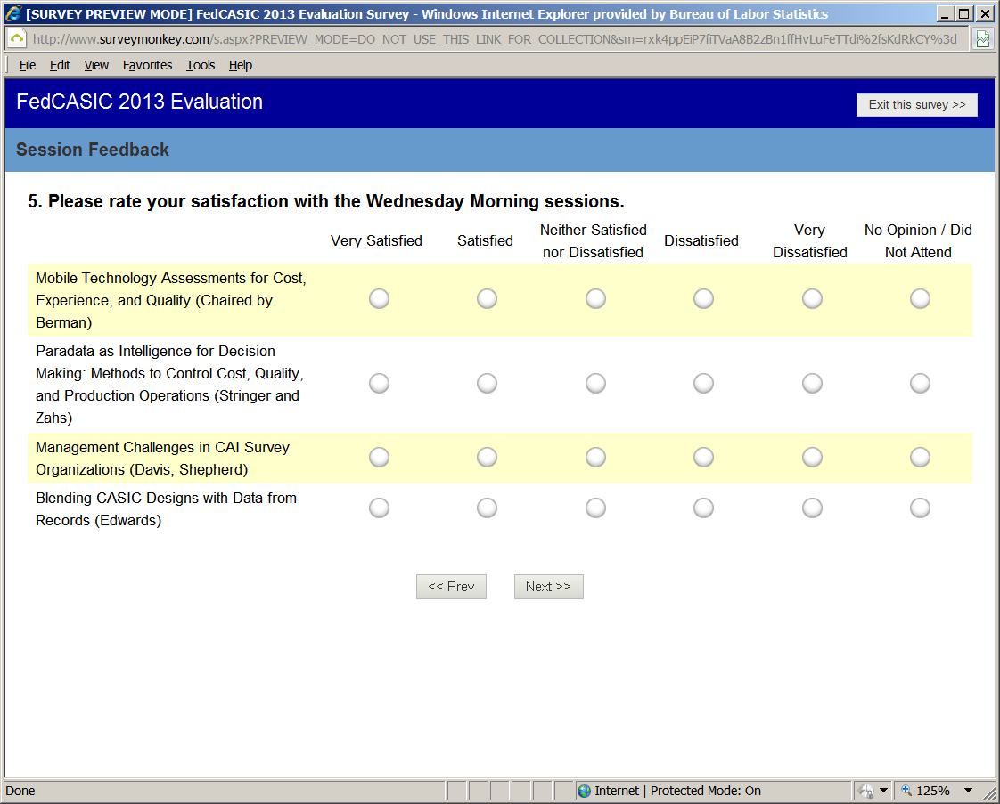 [SURVEY PREVIEW MODE] FedCASIC 2013 Evaluation Survey - Windows Internet Explorer provided by Bureau of Labor Statistics
http://www.surveymonkey.com/s.aspx?PREVIEW_MODE=DO_NOT_USE_THIS_LINK_FOR_COLLECTION&sm=rxk4ppEiP7fiTVaA8B2zBn1ffHvLuFeTTdi%2fsKdRkCY%3d
File Edit View Favorites Tools Help
FedCASIC 2013 Evaluation
Exit this survey >>
Session Feedback
5. Please rate your satisfaction with the Wednesday Morning sessions.
Very Satisfied
Satisfied
Neither Satisfied
nor Dissatisfied
Dissatisfied
Very
Dissatisfied
No Opinion / Did
Not Attend
Mobile Technology Assessments for Cost,
Experience, and Quality (Chaired by
Berman)
Paradata as Intelligence for Decision
Making: Methods to Control Cost, Quality,
and Production Operations (Stringer and
Zahs)
Management Challenges in CAI Survey
Organizations (Davis, Shepherd)
Blending CASIC Designs with Data from
Records (Edwards)
<< Prev
Next >>
Done
Internet | Protected Mode: On
125%